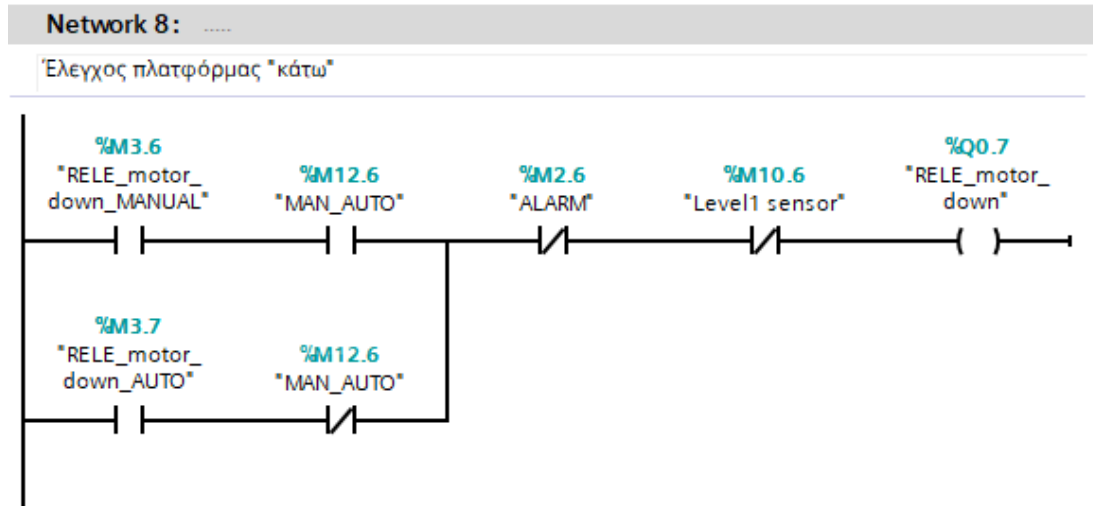 Network 8: .....
Έλεγχος πλατφόρμας "κάτω"
%M3.6
"RELE_motor_
down_MANUAL"
%M12.6
"MAN_AUTO"
%M2.6
"ALARM"
%M10.6
"Level1 sensor"
%Q0.7
"RELE_motor_
down"
%M3.7
"RELE_motor_
down_AUTO"
%M12.6
"MAN_AUTO"